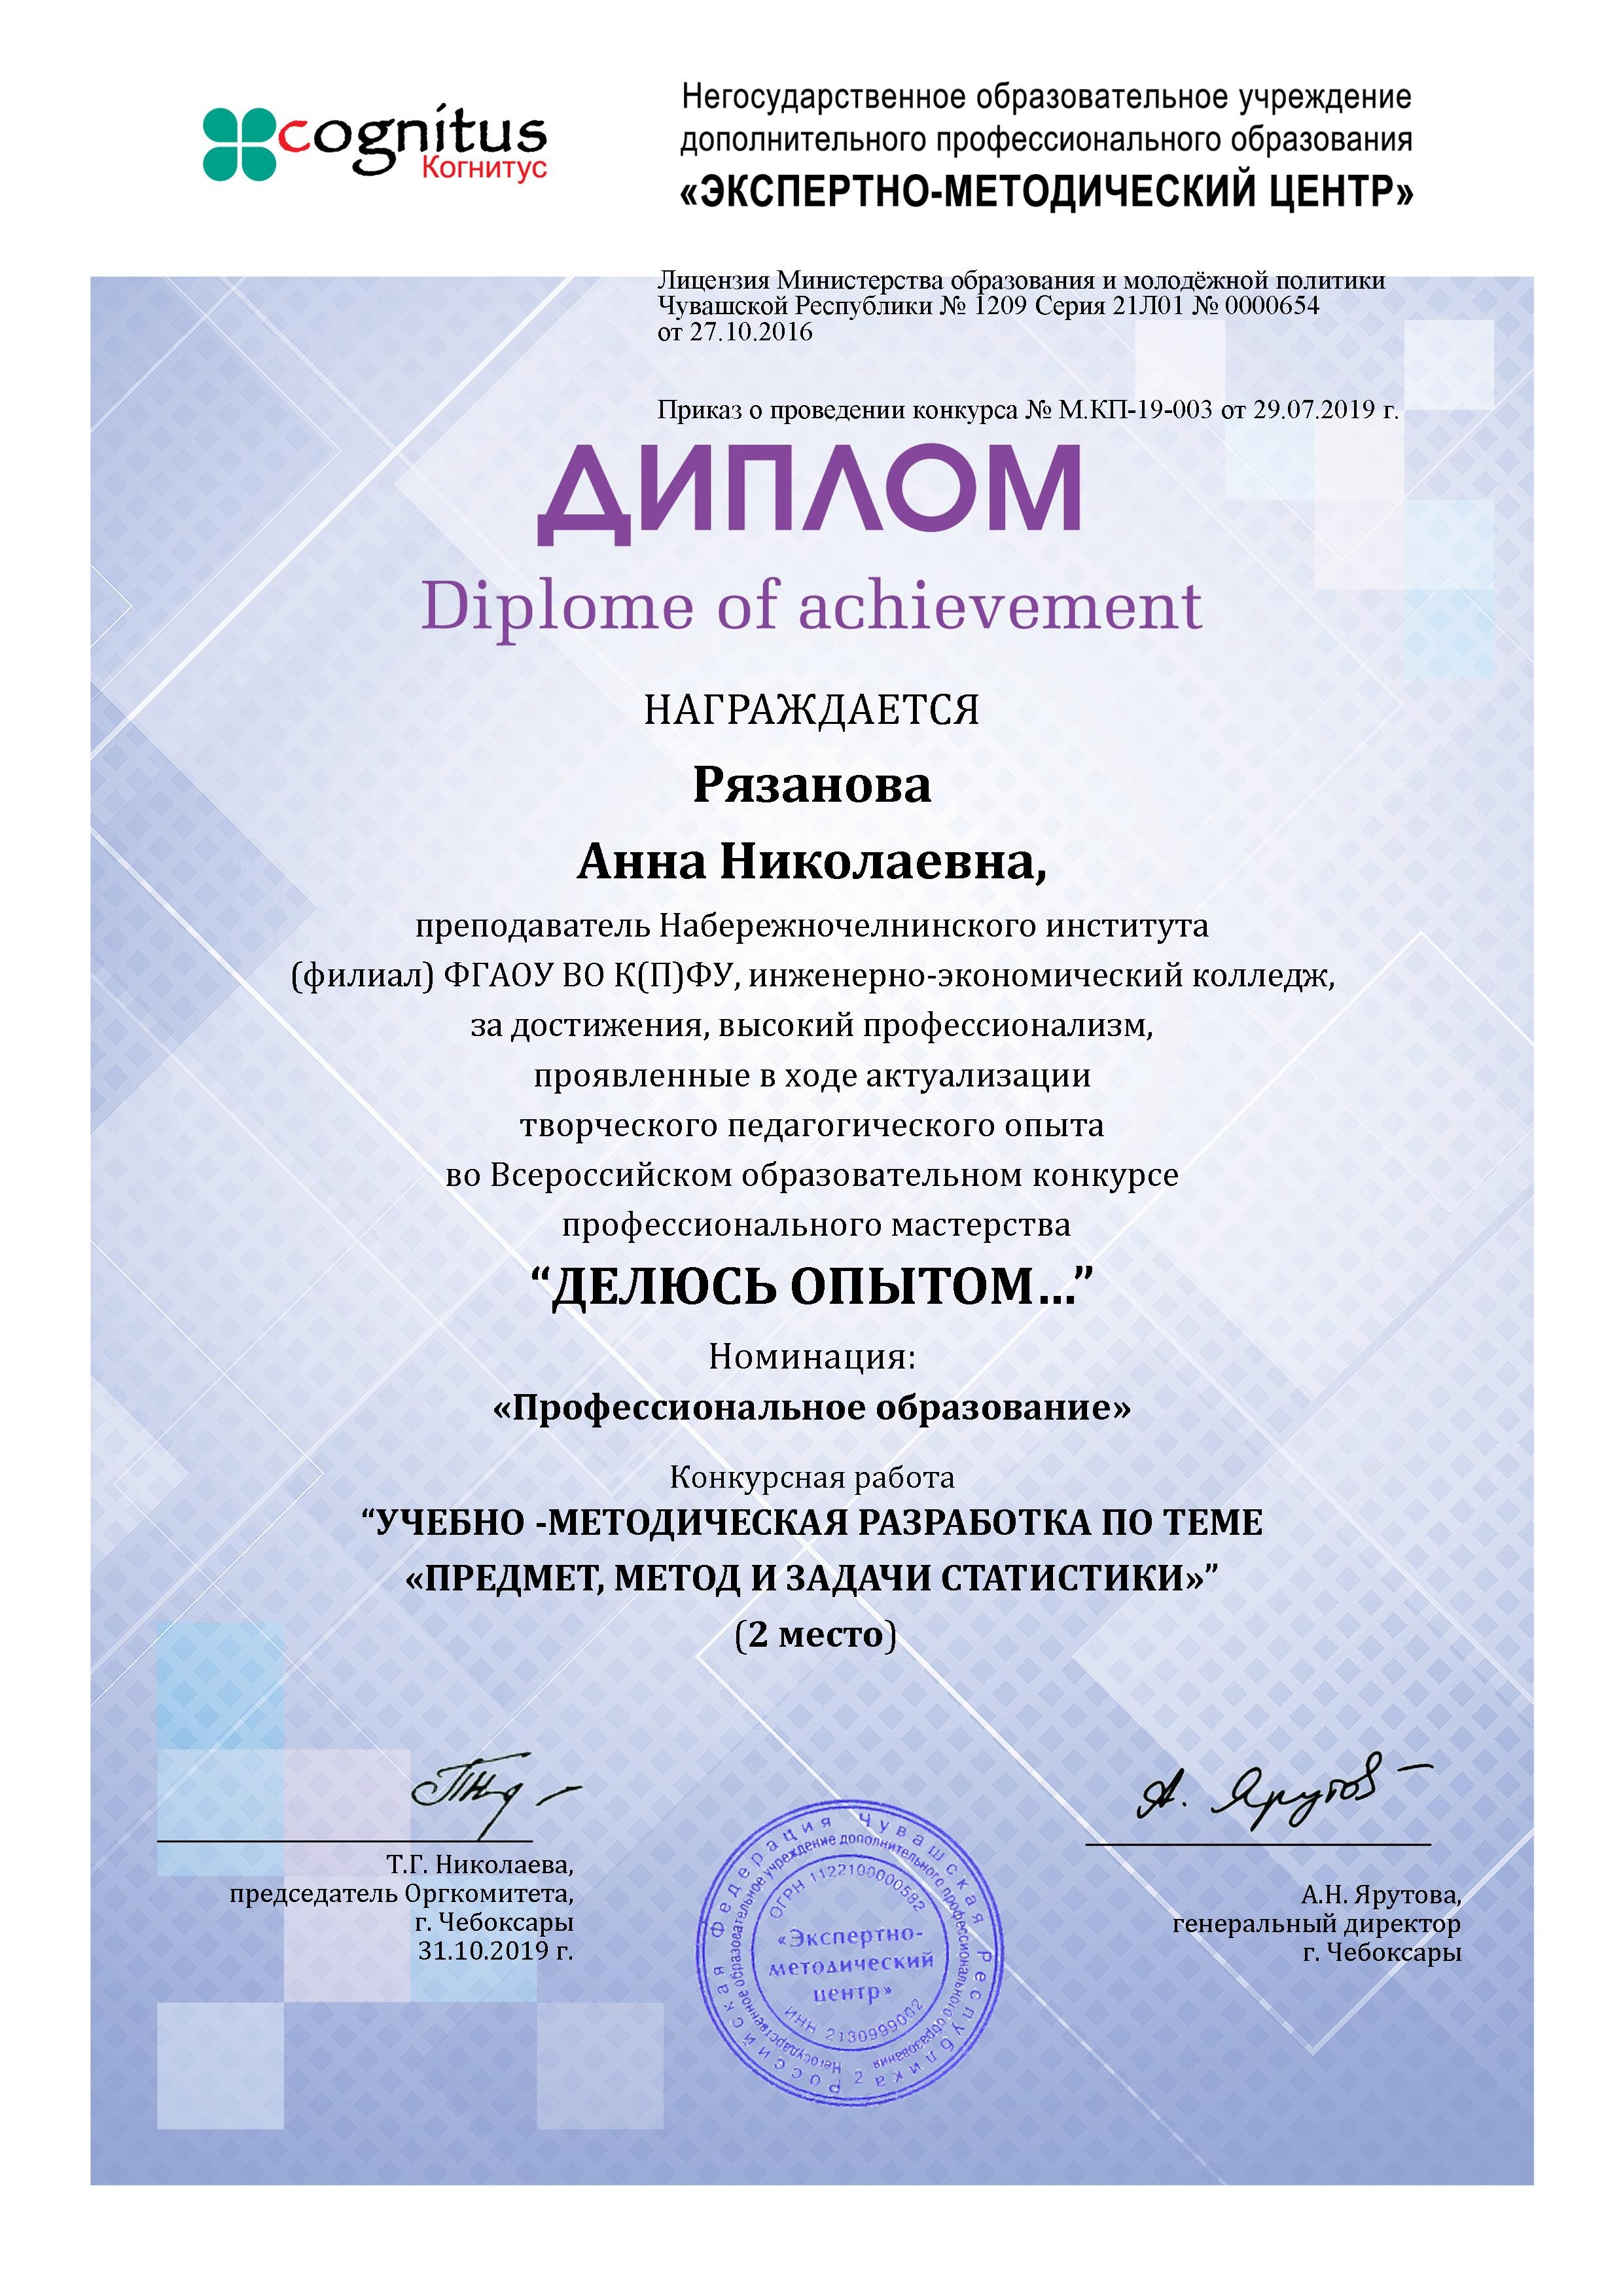 cognitus
Когнитус
Негосударственное образовательное учреждение
дополнительного профессионального образования
«ЭКСПЕРТНО-МЕТОДИЧЕСКИЙ ЦЕНТР»
Лицензия Министерства образования и молодёжной политики
Чувашской Республики № 1209 Серия 21Л01 № 0000654
от 27.10.2016
Приказ о проведении конкурса № М.КП-19-003 от 29.07.2019 г.
ДИПЛОМ
Diplome of achievement
НАГРАЖДАЕТСЯ
Рязанова
Анна Николаевна,
преподаватель Набережночелнинского института
(филиал) ФГАОУ ВО К(П)ФУ, инженерно-экономический колледж,
за достижения, высокий профессионализм,
проявленные в ходе актуализации
творческого педагогического опыта
во Всероссийском образовательном конкурсе
профессионального мастерства
“ДЕЛЮСЬ ОПЫТОМ...”
Номинация:
«Профессиональное образование»
Конкурсная работа
“УЧЕБНО -МЕТОДИЧЕСКАЯ РАЗРАБОТКА ПО ТЕМЕ
«ПРЕДМЕТ, МЕТОД И ЗАДАЧИ СТАТИСТИКИ»”
(2 место)
Т.Г. Николаева,
председатель Оргкомитета,
г. Чебоксары
31.10.2019 г.
Российская Федерация Чувашская Республика 2
Негосударственное образовательное учреждение дополнительного профессионального образования
ОГРН 1122100000582
«Экспертно-
методический
центр»
ИНН 2130999002
А. Ярутов
А.Н. Ярутова,
генеральный директор
г. Чебоксары